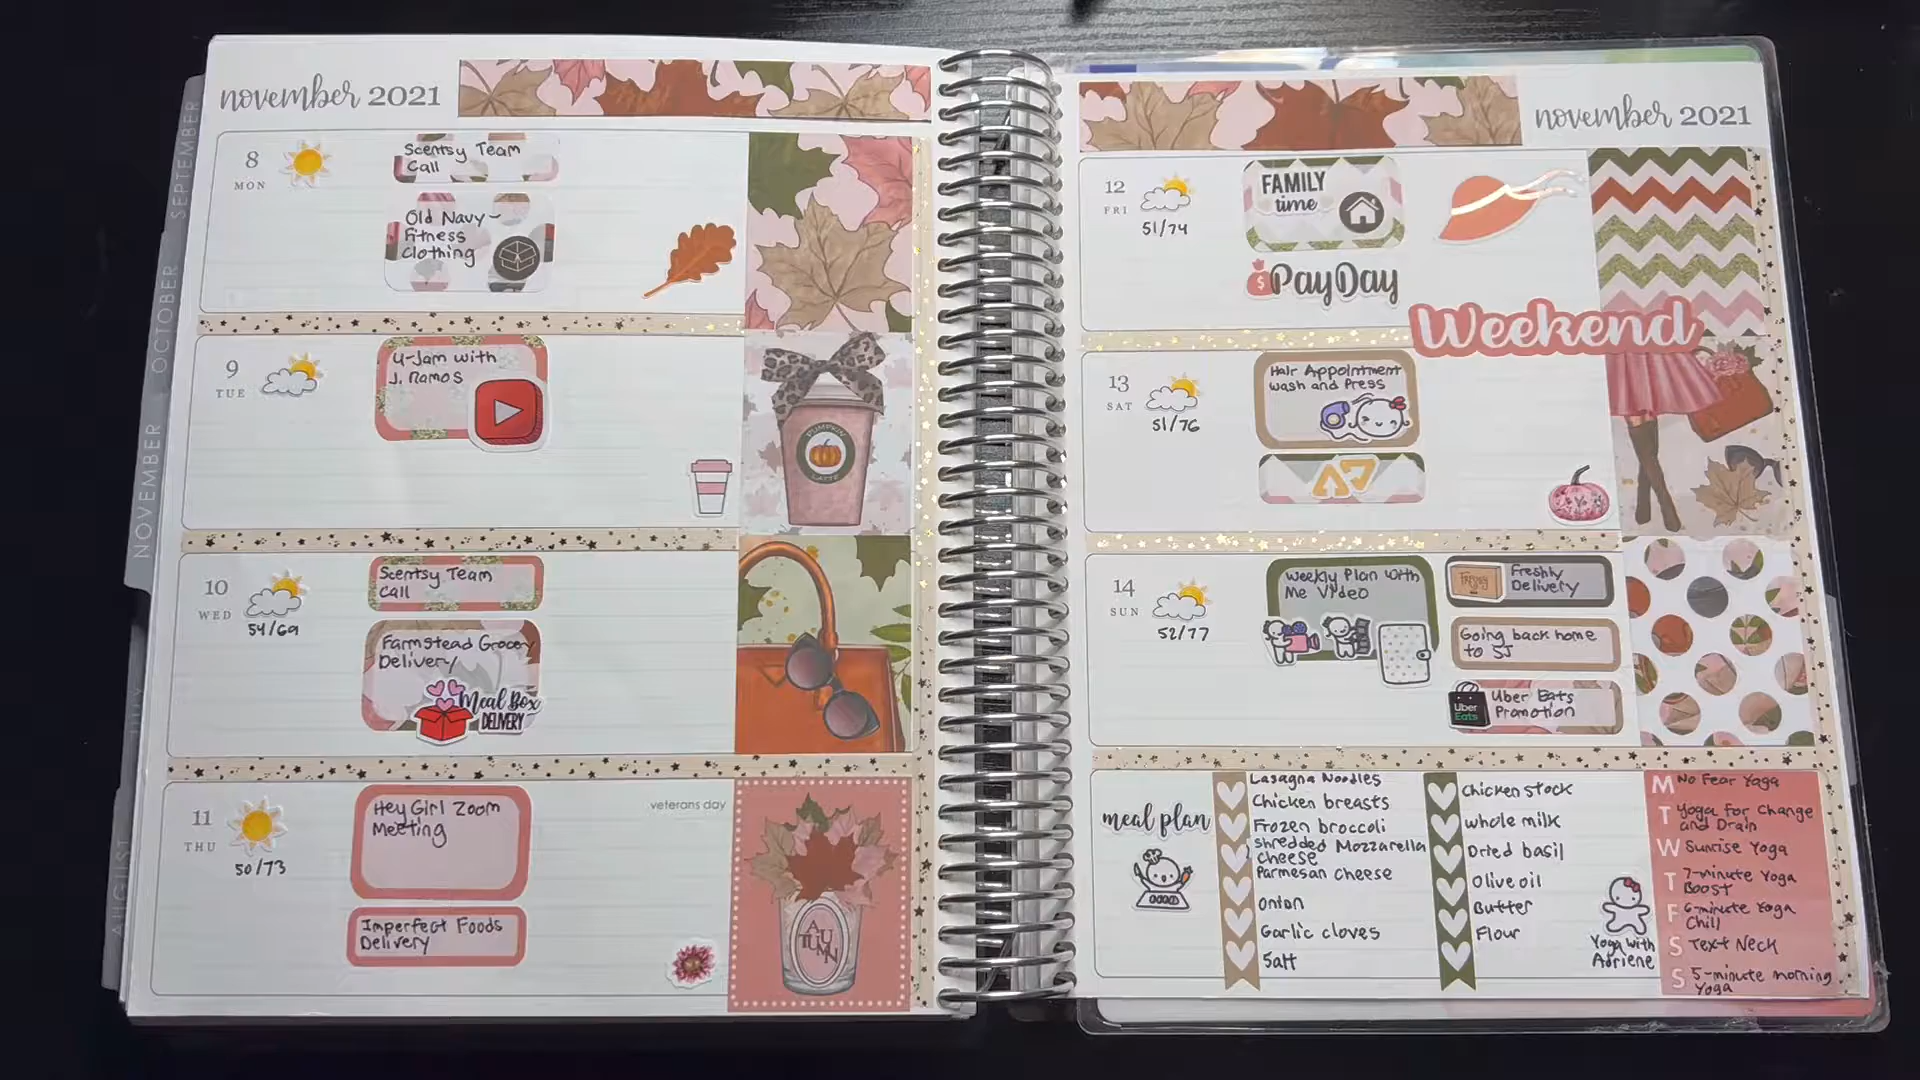 november 2021
8
MON
Scentsy Team
Call
Old Navy-
Fitness
Clothing
9
TUE
U-Jam with
J. Ramos
PUMPKIN
LATTE
10
WED
54/69
Scentsy Team
Call
Farmstead Grocery
Delivery
Meal Box
DELIVERY
11
THU
50/73
Hey Girl Zoom
Meeting
Imperfect Foods
Delivery
veterans day
AUTUMN
SEPTEMBER
OCTOBER
NOVEMBER
JULY
AUGUST
november 2021
12
FRI
51/74
FAMILY
time
$
PayDay
Weekend
13
SAT
51/76
Hair Appointment
wash and Press
14
SUN
52/77
Weekly Plan With
Me Video
Freshly
Delivery
Going back home
to SJ
Uber
Eats
Uber Eats
Promotion
meal plan
Lasagna Noodles
Chicken breasts
Frozen broccoli
Shredded Mozzarella
cheese
Parmesan cheese
onion
Garlic cloves
Salt
Chicken stock
whole milk
Dried basil
Olive oil
Butter
Flour
Yoga with
Adriene
M No Fear Yoga
T Yoga for Change
and Drain
W Sunrise Yoga
T 7-minute Yoga
Boost
F 6-minute Yoga
Chill
S Text Neck
S 5-minute morning
Yoga